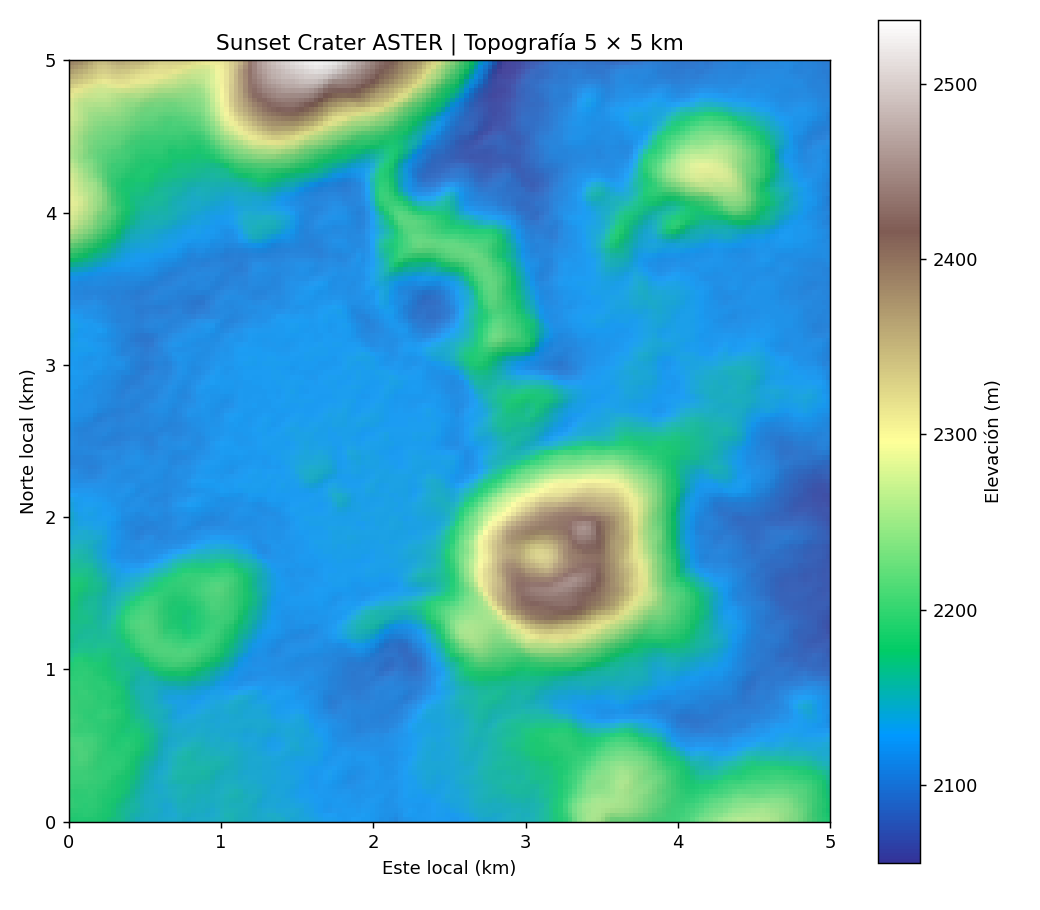 Sunset Crater ASTER | Topografía 5 × 5 km
5
4
3
2
1
0
Norte local (km)
0 1 2 3 4 5
Este local (km)
2500
2400
2300
2200
2100
Elevación (m)